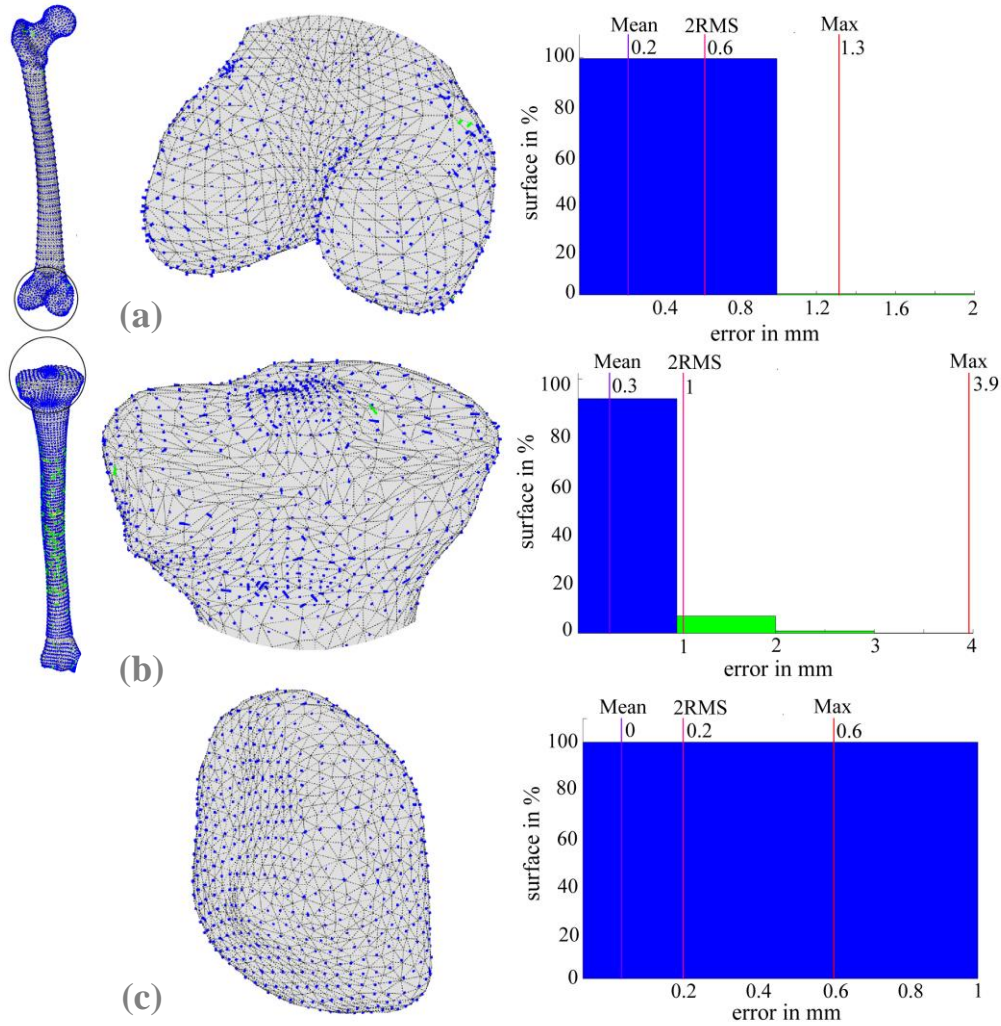 Mean 2RMS Max
0.2 0.6 1.3
100
80
60
40
20
0
surface in %
0.4 0.8 1.2 1.6 2
error in mm
(a)
Mean 2RMS Max
0.3 1 3.9
100
80
60
40
20
0
surface in %
1 2 3 4
error in mm
(b)
Mean 2RMS Max
0 0.2 0.6
100
80
60
40
20
0
surface in %
0.2 0.4 0.6 0.8 1
error in mm
(c)